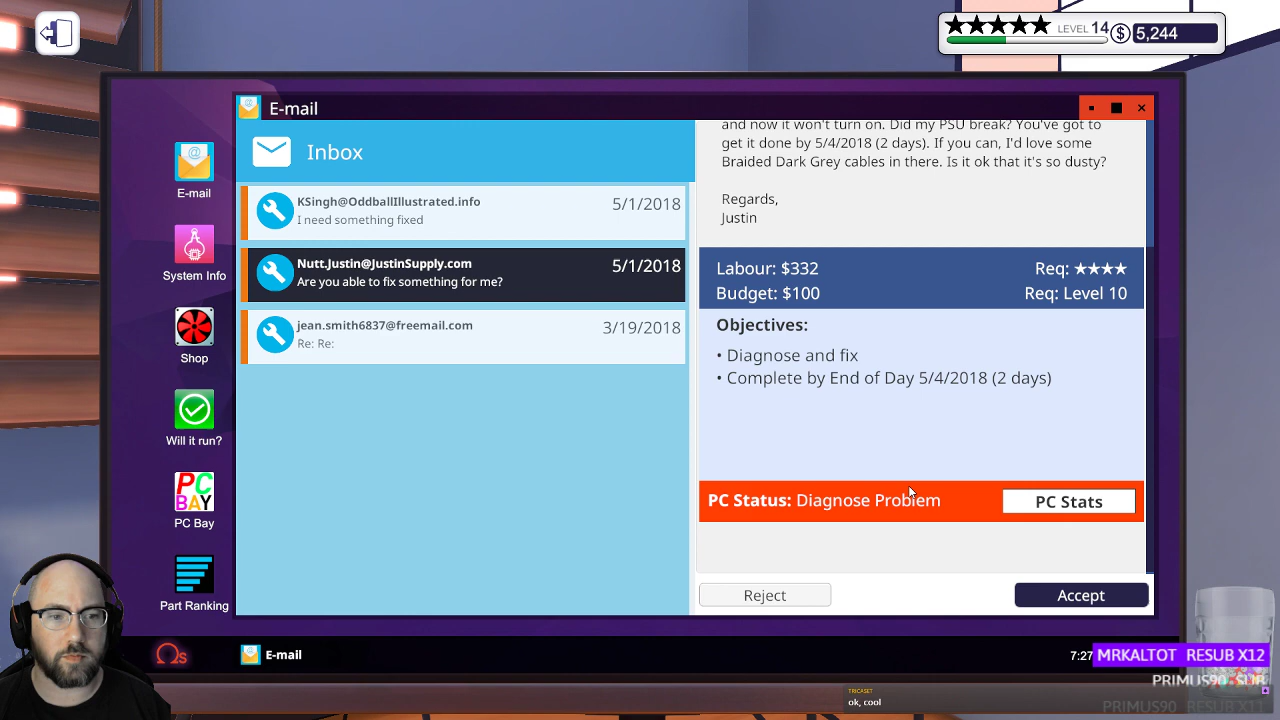 LEVEL 14 $ 5,244
E-mail
Inbox
KSingh@OddballIllustrated.info 5/1/2018
I need something fixed
Nutt.Justin@JustinSupply.com 5/1/2018
Are you able to fix something for me?
jean.smith6837@freemail.com 3/19/2018
Re: Re:
and now it won't turn on. Did my PSU break? You've got to
get it done by 5/4/2018 (2 days). If you can, I'd love some
Braided Dark Grey cables in there. Is it ok that it's so dusty?
Regards,
Justin
Labour: $332 Req: ★★★★
Budget: $100 Req: Level 10
Objectives:
• Diagnose and fix
• Complete by End of Day 5/4/2018 (2 days)
PC Status: Diagnose Problem PC Stats
Reject Accept
E-mail
System Info
Shop
Will it run?
PC
BAY
PC Bay
Part Ranking
Ωs E-mail 7:27
MRKALTOT RESUB X12
PRIMUS90 SUB
PRIMUS90 RESUB X11
TRICASET
ok, cool